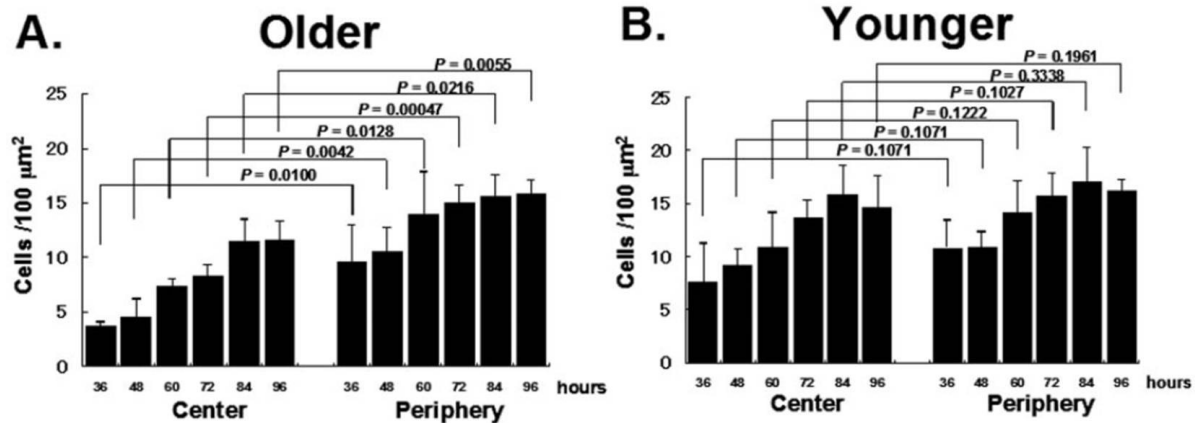 A. Older
P = 0.0055
P = 0.0216
P = 0.00047
P = 0.0128
P = 0.0042
P = 0.0100
25
20
15
10
5
0
Cells /100 µm²
36 48 60 72 84 96 36 48 60 72 84 96 hours
Center Periphery
B. Younger
P = 0.1961
P = 0.3338
P = 0.1027
P = 0.1222
P = 0.1071
P = 0.1071
25
20
15
10
5
0
Cells /100 µm²
36 48 60 72 84 96 36 48 60 72 84 96 hours
Center Periphery